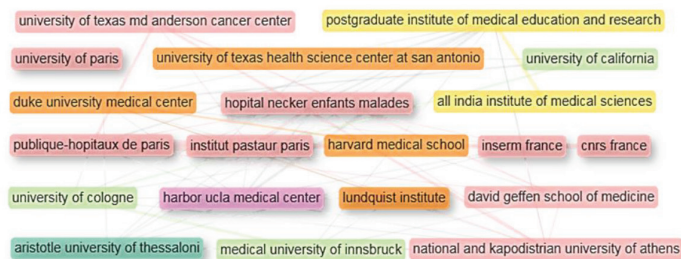 university of texas md anderson cancer center
postgraduate institute of medical education and research
university of paris
university of texas health science center at san antonio
university of california
duke university medical center
hopital necker enfants malades
all india institute of medical sciences
publique-hopitaux de paris
institut pastaur paris
harvard medical school
inserm france
cnrs france
university of cologne
harbor ucla medical center
lundquist institute
david geffen school of medicine
aristotle university of thessaloni
medical university of innsbruck
national and kapodistrian university of athens